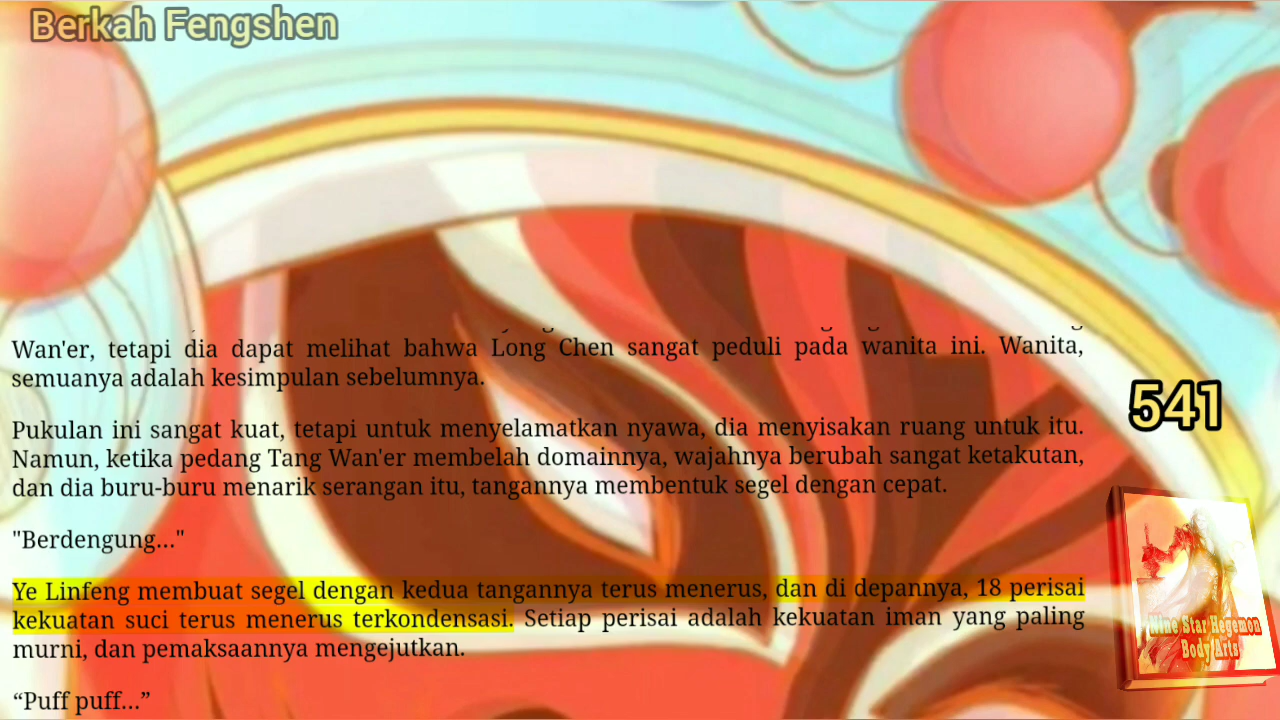 Berkah Fengshen
Wan'er, tetapi dia dapat melihat bahwa Long Chen sangat peduli pada wanita ini. Wanita,
semuanya adalah kesimpulan sebelumnya.
Pukulan ini sangat kuat, tetapi untuk menyelamatkan nyawa, dia menyisakan ruang untuk itu.
Namun, ketika pedang Tang Wan'er membelah domainnya, wajahnya berubah sangat ketakutan,
dan dia buru-buru menarik serangan itu, tangannya membentuk segel dengan cepat.
541
"Berdengung..."
Ye Linfeng membuat segel dengan kedua tangannya terus menerus, dan di depannya, 18 perisai
kekuatan suci terus menerus terkondensasi. Setiap perisai adalah kekuatan iman yang paling
murni, dan pemaksaannya mengejutkan.
Nine Star Hegemon
Body Arts
“Puff puff...”